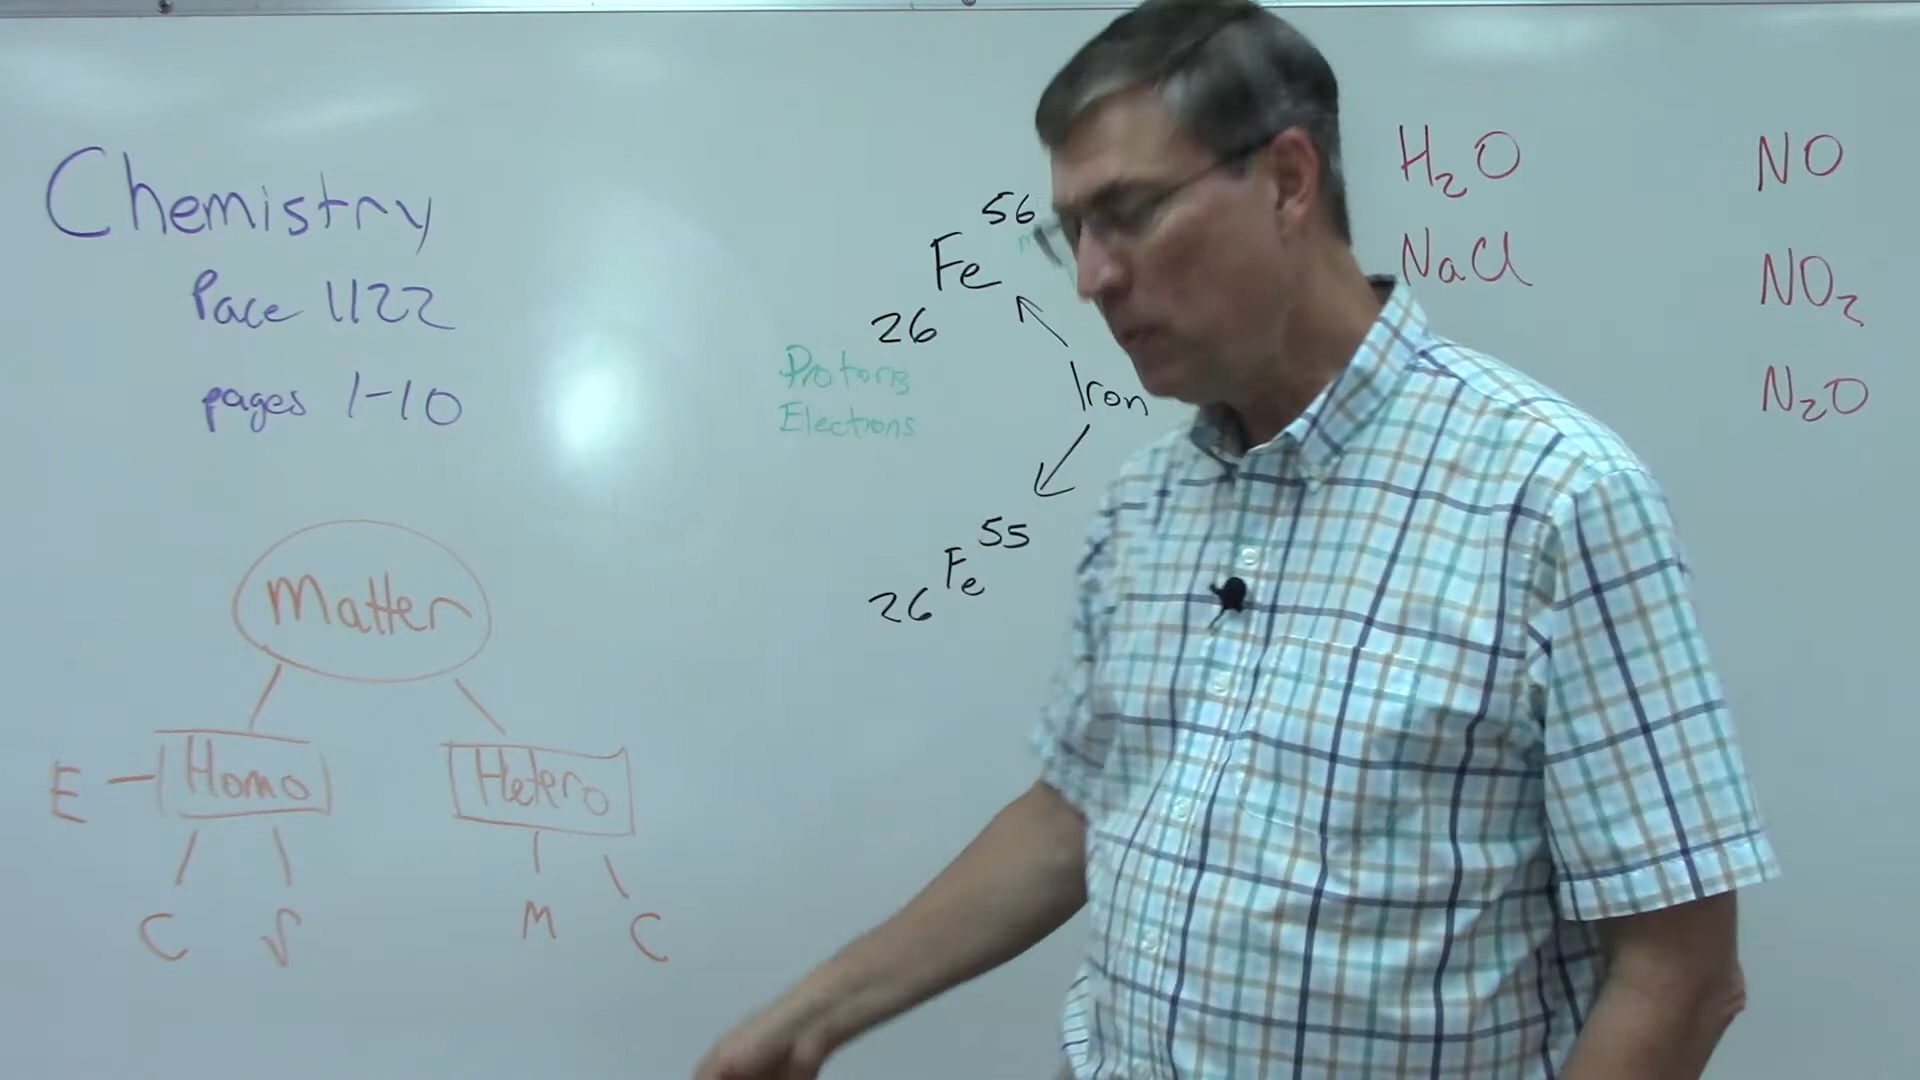 Chemistry
Pace 1122
pages 1-10
Matter
E
Homo
Hetero
C
S
M
C
56
Fe
26
Protons
Electrons
Iron
55
Fe
26
H₂O
NaCl
NO
NO₂
N₂O